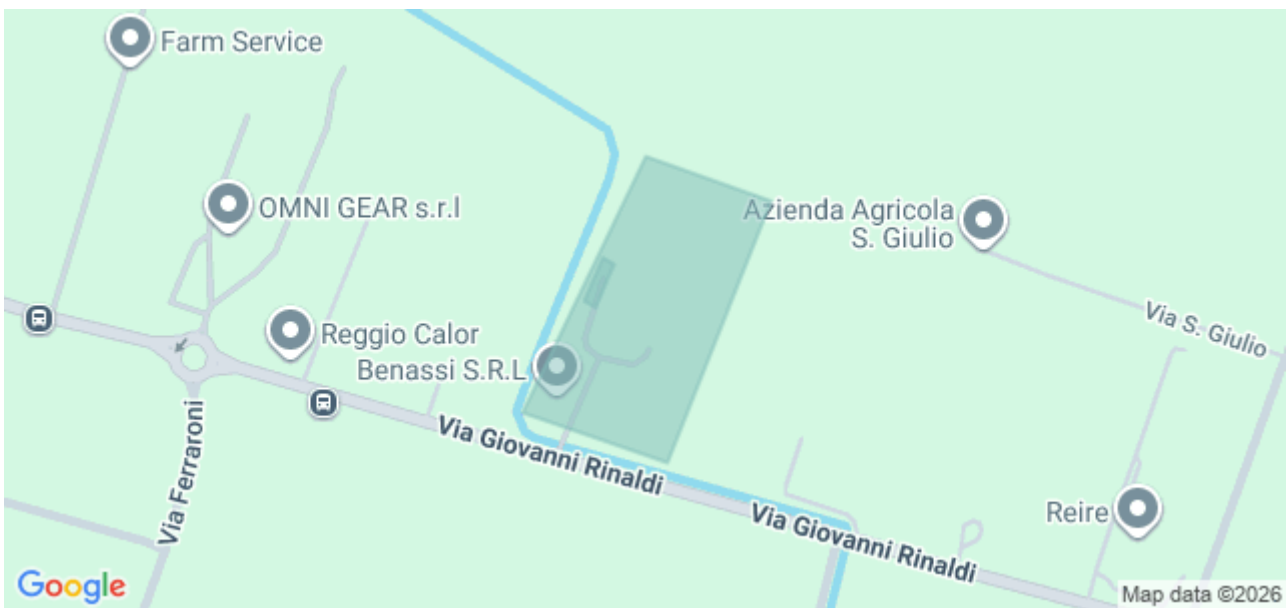 Farm Service
OMNI GEAR s.r.l
Azienda Agricola
S. Giulio
Via S. Giulio
Reggio Calor
Benassi S.R.L
Via Ferraroni
Via Giovanni Rinaldi
Via Giovanni Rinaldi
Reire
Google
Map data ©2026